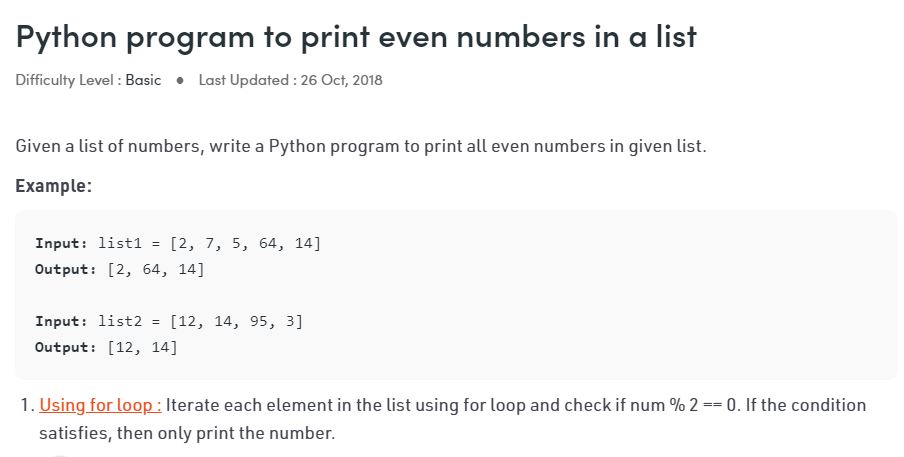 Python program to print even numbers in a list
Difficulty Level : Basic ● Last Updated : 26 Oct, 2018
Given a list of numbers, write a Python program to print all even numbers in given list.
Example:
Input: list1 = [2, 7, 5, 64, 14]
Output: [2, 64, 14]
Input: list2 = [12, 14, 95, 3]
Output: [12, 14]
1. Using for loop : Iterate each element in the list using for loop and check if num % 2 == 0. If the condition
satisfies, then only print the number.